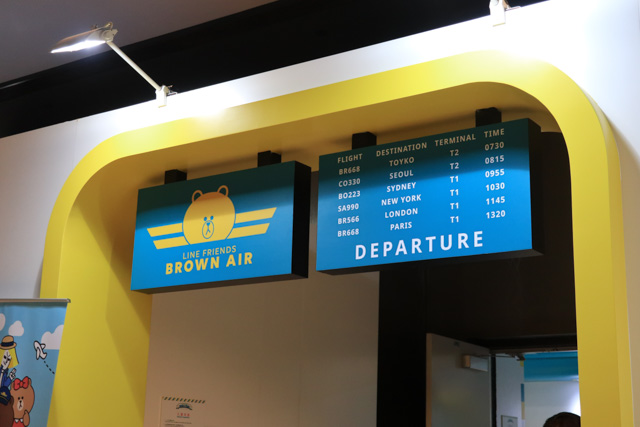 LINE FRIENDS
BROWN AIR
FLIGHT DESTINATION TERMINAL TIME
BR668 TOYKO T2 0730
CO330 SEOUL T2 0815
BO223 SYDNEY T1 0955
SA990 NEW YORK T1 1030
BR566 LONDON T1 1145
BR668 PARIS T1 1320
DEPARTURE